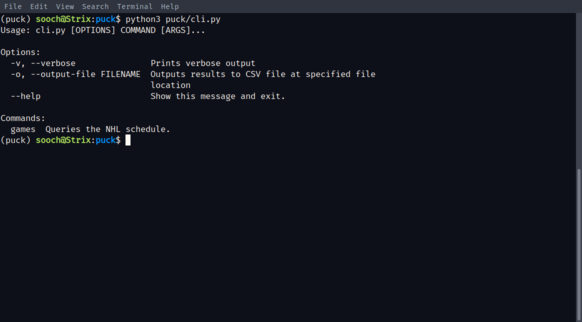 File Edit View Search Terminal Help
(puck) sooch@Strix:puck$ python3 puck/cli.py
Usage: cli.py [OPTIONS] COMMAND [ARGS]...
Options:
-v, --verbose Prints verbose output
-o, --output-file FILENAME Outputs results to CSV file at specified file
location
--help Show this message and exit.
Commands:
games Queries the NHL schedule.
(puck) sooch@Strix:puck$